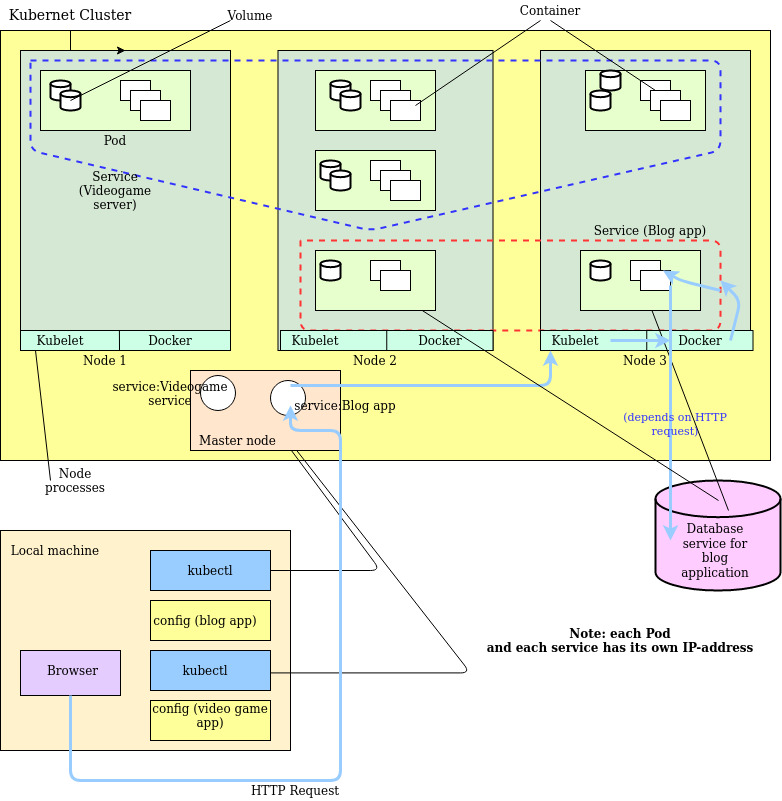 Kubernet Cluster
Volume
Container
Pod
Service
(Videogame
server)
Service (Blog app)
Kubelet
Docker
Kubelet
Docker
Kubelet
Docker
Node 1
Node 2
Node 3
service:Videogame
service
service:Blog app
Master node
(depends on HTTP
request)
Node
processes
Database
service for
blog
application
Local machine
kubectl
config (blog app)
Browser
kubectl
config (video game
app)
Note: each Pod
and each service has its own IP-address
HTTP Request